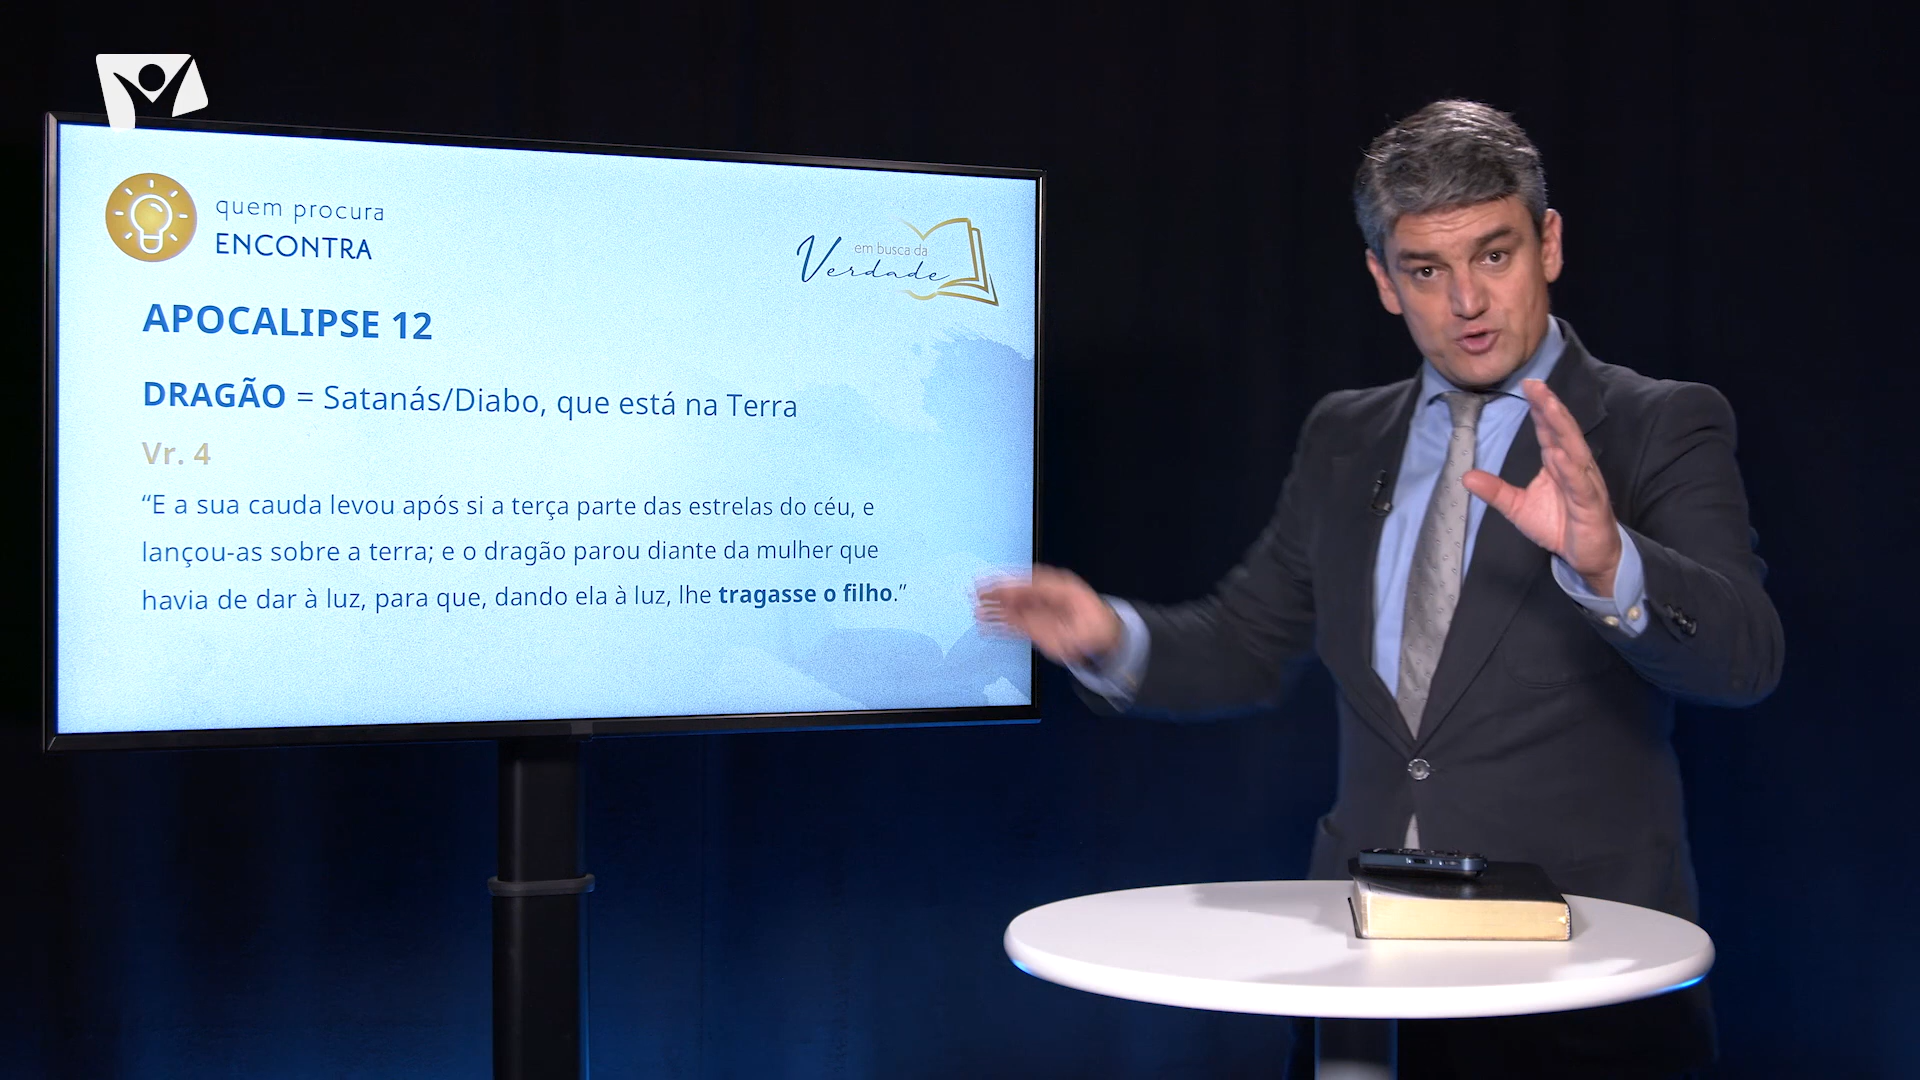 quem procura
ENCONTRA
em busca da
Verdade
APOCALIPSE 12
DRAGÃO = Satanás/Diabo, que está na Terra
Vr. 4
“E a sua cauda levou após si a terça parte das estrelas do céu, e
lançou-as sobre a terra; e o dragão parou diante da mulher que
havia de dar à luz, para que, dando ela à luz, lhe tragasse o filho.”